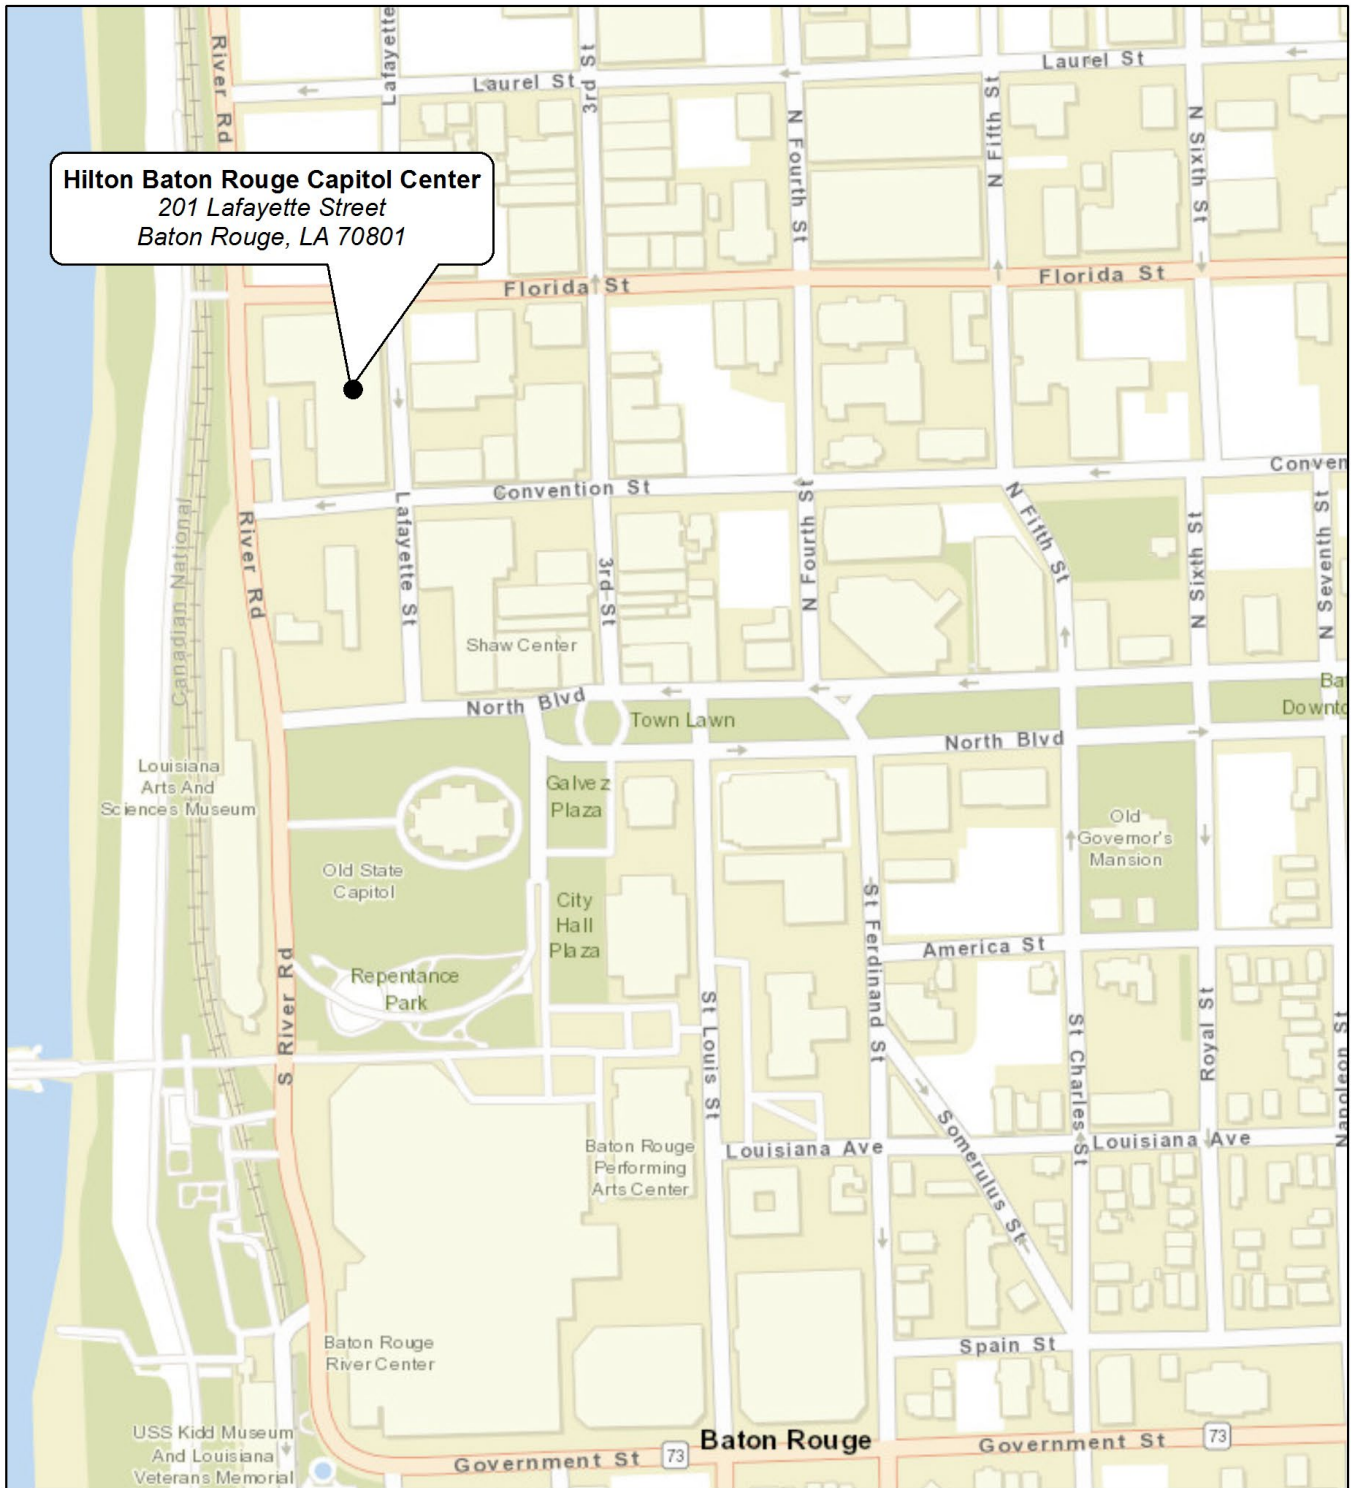 Lafayette
River Rd
Laurel St
3rd St
Laurel St
N Fourth St
N Fifth St
N Sixth St
Hilton Baton Rouge Capitol Center
201 Lafayette Street
Baton Rouge, LA 70801
Florida St
Florida St
Convention St
Conven
Canadian National
River Rd
Lafayette St
3rd St
N Fourth St
N Fifth St
N Sixth St
N Seventh St
Shaw Center
North Blvd
Town Lawn
Ba
Downto
North Blvd
Louisiana
Arts And
Sciences Museum
Galvez
Plaza
Old
Governor's
Mansion
Old State
Capitol
City
Hall
Plaza
St Ferdinand St
America St
Repentance
Park
S River Rd
St Louis St
St Charles St
Royal St
Napoleon St
Somerulus St
Baton Rouge
Performing
Arts Center
Louisiana Ave
Louisiana Ave
Baton Rouge
River Center
Spain St
USS Kidd Museum
And Louisiana
Veterans Memorial
Government St
73
Baton Rouge
Government St
73